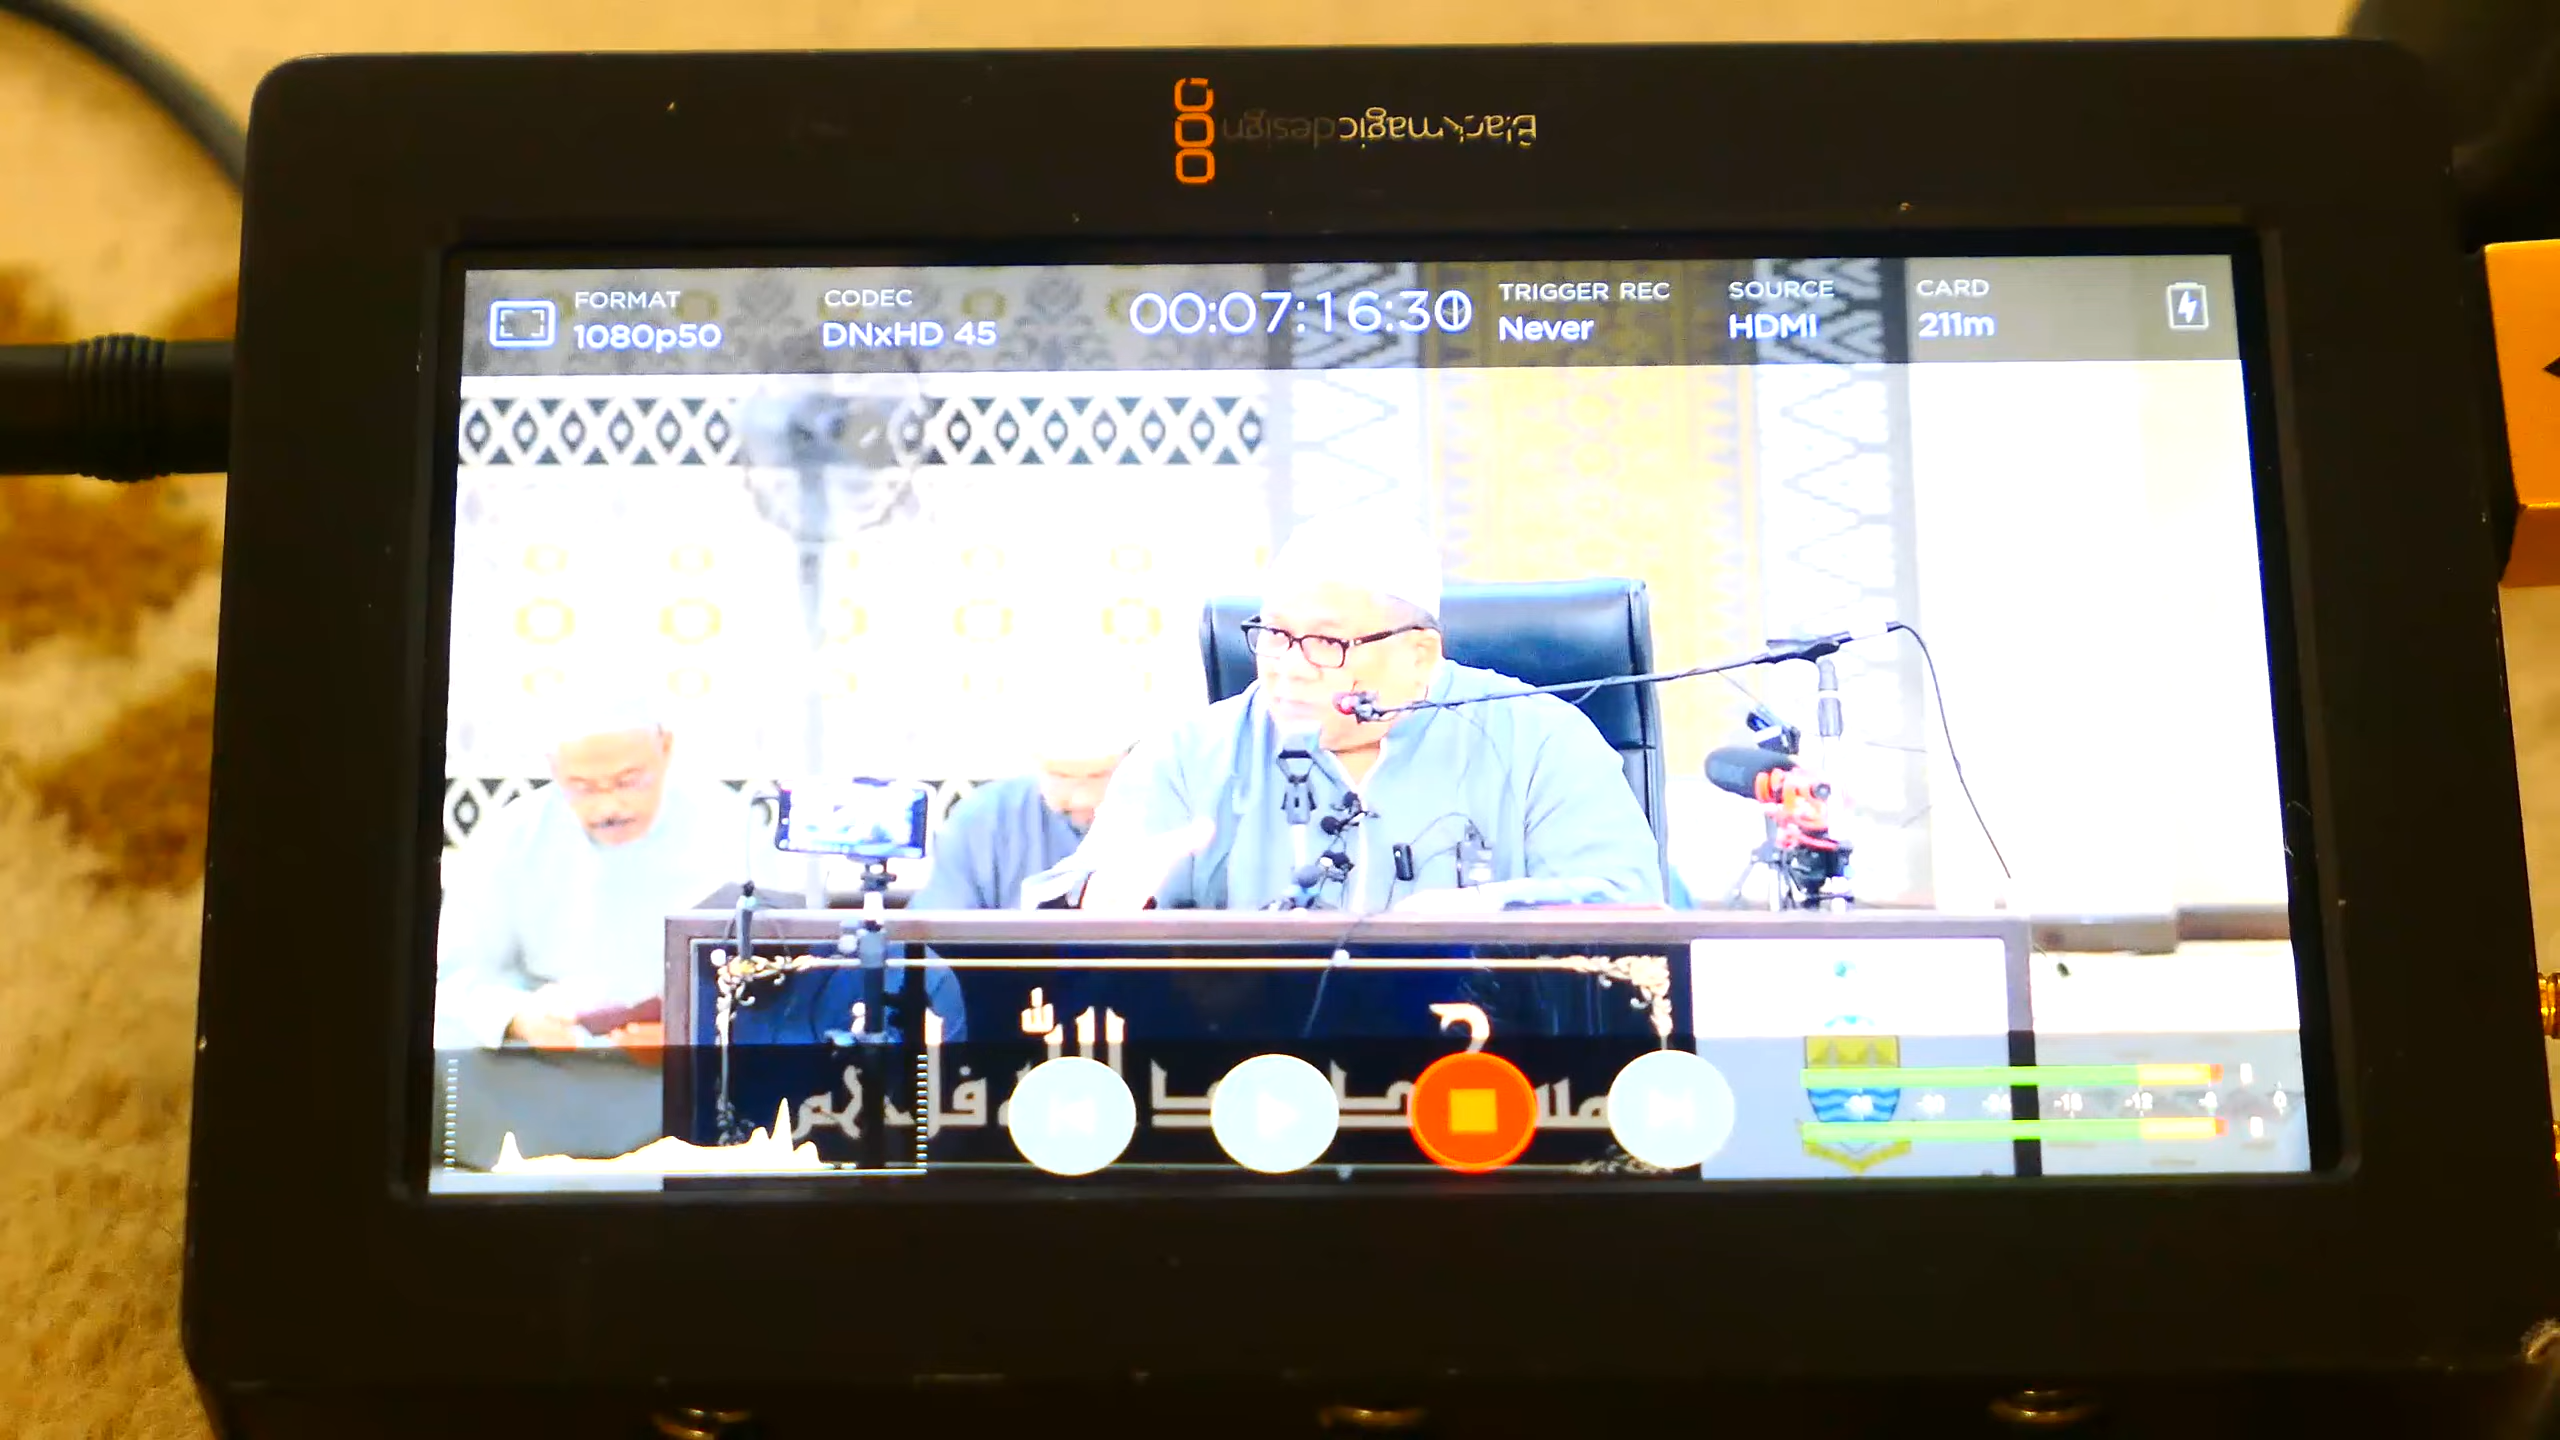 Blackmagicdesign
FORMAT
1080p50
CODEC
DNxHD 45
00:07:16:30
TRIGGER REC
Never
SOURCE
HDMI
CARD
211m